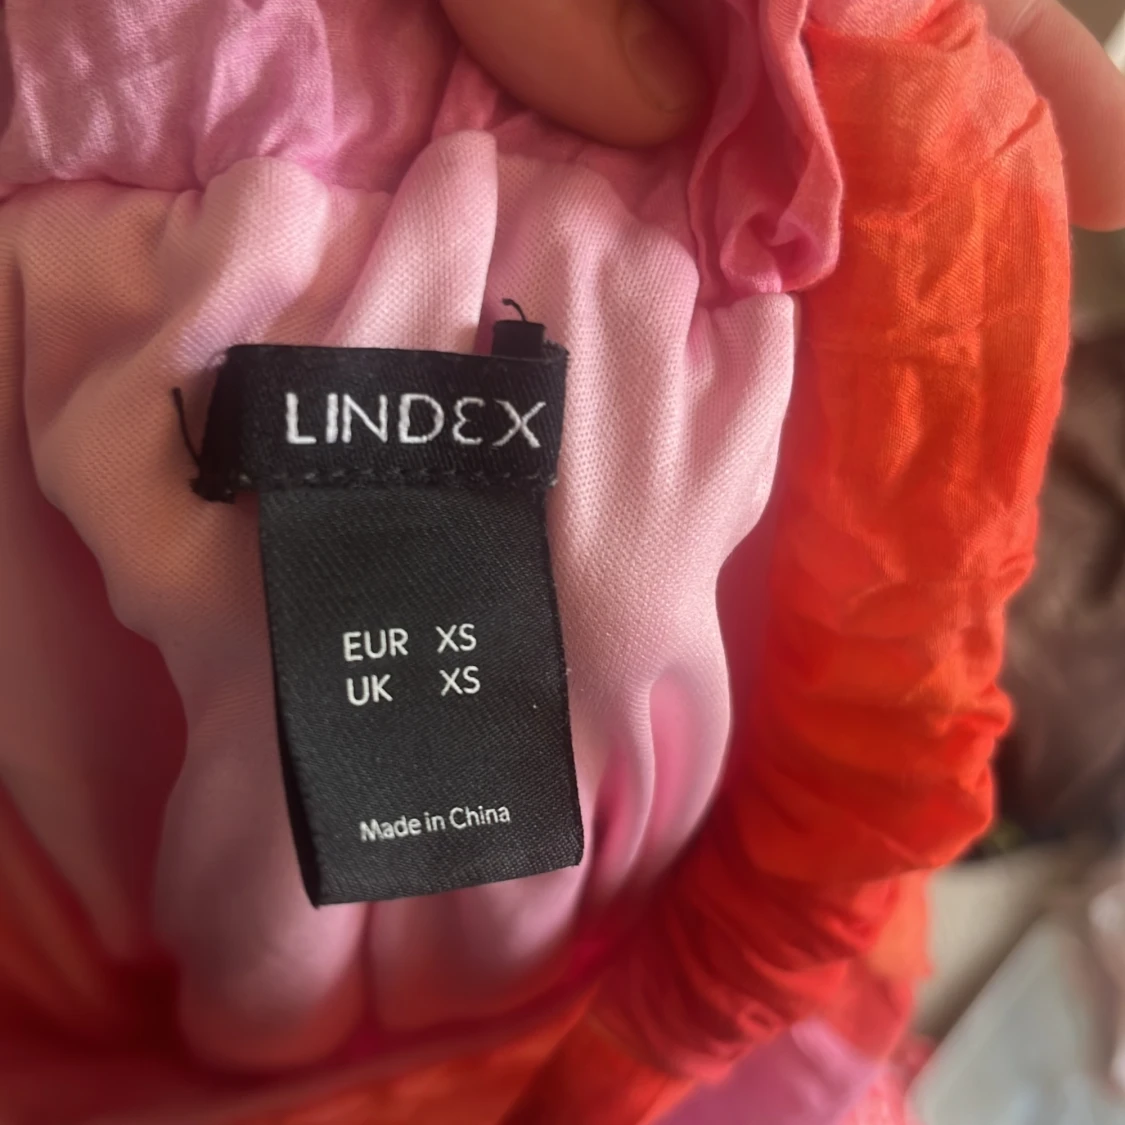 LINDEX
EUR XS
UK XS
Made in China